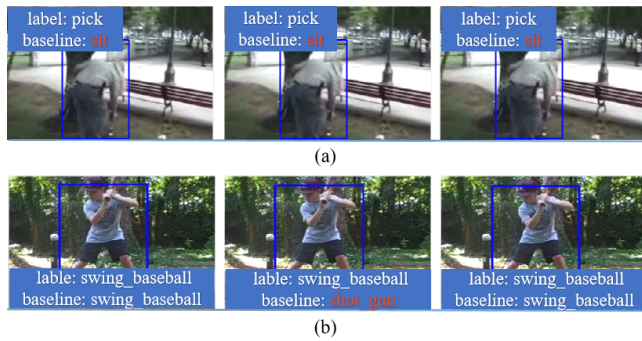 label: pick
baseline: sit
label: pick
baseline: sit
label: pick
baseline: sit
(a)
lable: swing_baseball
baseline: swing_baseball
lable: swing_baseball
baseline: shot_gun
lable: swing_baseball
baseline: swing_baseball
(b)